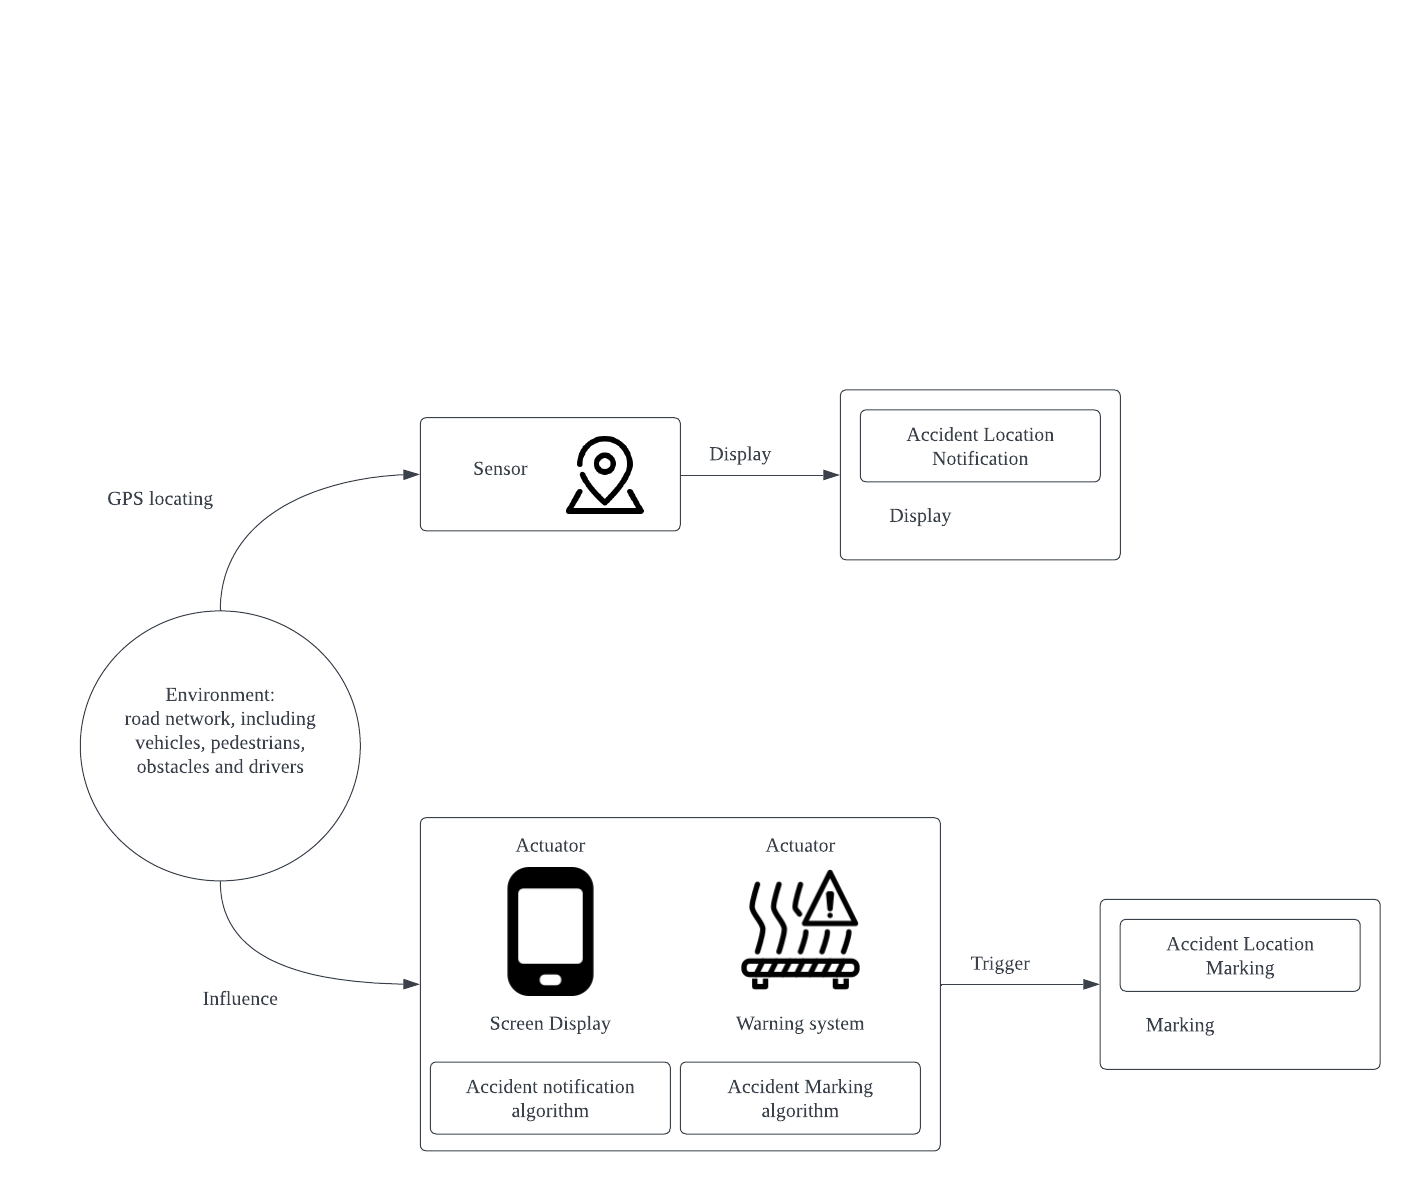 Accident Location
Notification
Display
Sensor
Display
GPS locating
Environment:
road network, including
vehicles, pedestrians,
obstacles and drivers
Actuator
Actuator
Screen Display
Warning system
Accident notification
algorithm
Accident Marking
algorithm
Influence
Trigger
Accident Location
Marking
Marking